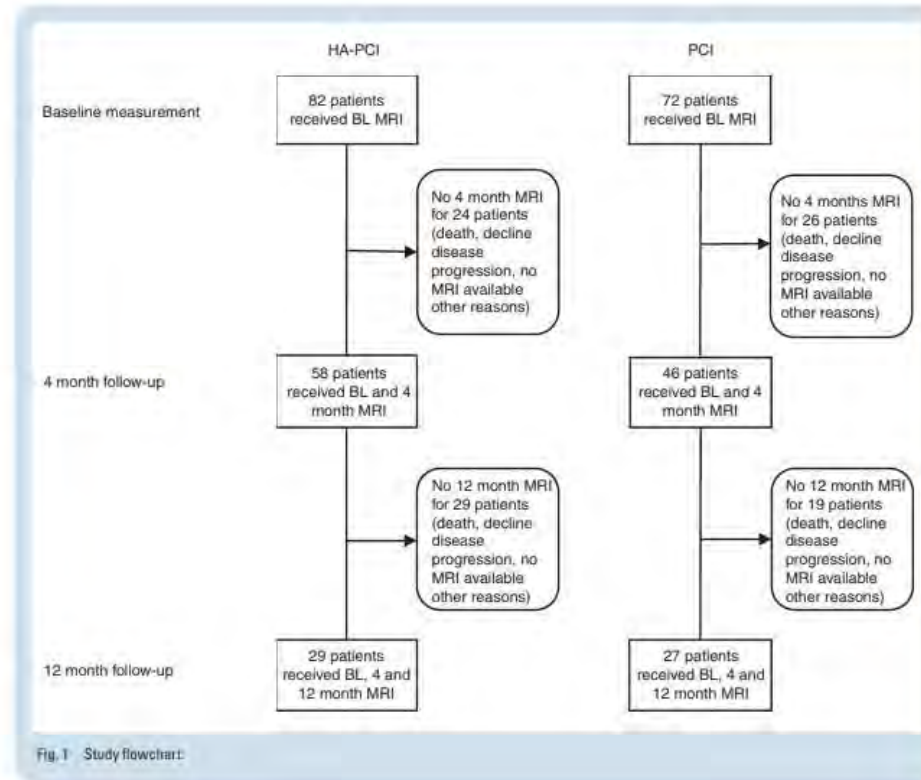 HA-PCI
PCI
Baseline measurement
82 patients
received BL MRI
72 patients
received BL MRI
No 4 month MRI
for 24 patients
(death, decline
disease
progression, no
MRI available
other reasons)
No 4 months MRI
for 26 patients
(death, decline
disease
progression, no
MRI available
other reasons)
4 month follow-up
58 patients
received BL and 4
month MRI
46 patients
received BL and 4
month MRI
No 12 month MRI
for 29 patients
(death, decline
disease
progression, no
MRI available
other reasons)
No 12 month MRI
for 19 patients
(death, decline
disease
progression, no
MRI available
other reasons)
12 month follow-up
29 patients
received BL, 4 and
12 month MRI
27 patients
received BL, 4 and
12 month MRI
Fig. 1 Study flowchart.